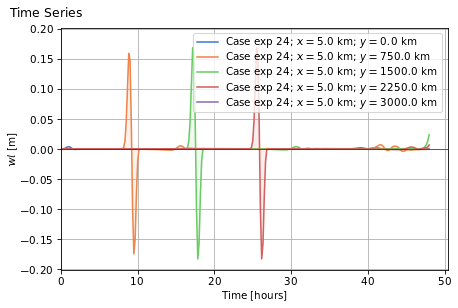 Time Series
Case exp 24; x = 5.0 km; y = 0.0 km
Case exp 24; x = 5.0 km; y = 750.0 km
Case exp 24; x = 5.0 km; y = 1500.0 km
Case exp 24; x = 5.0 km; y = 2250.0 km
Case exp 24; x = 5.0 km; y = 3000.0 km
wl [m]
0.20
0.15
0.10
0.05
0.00
−0.05
−0.10
−0.15
−0.20
0 10 20 30 40 50
Time [hours]